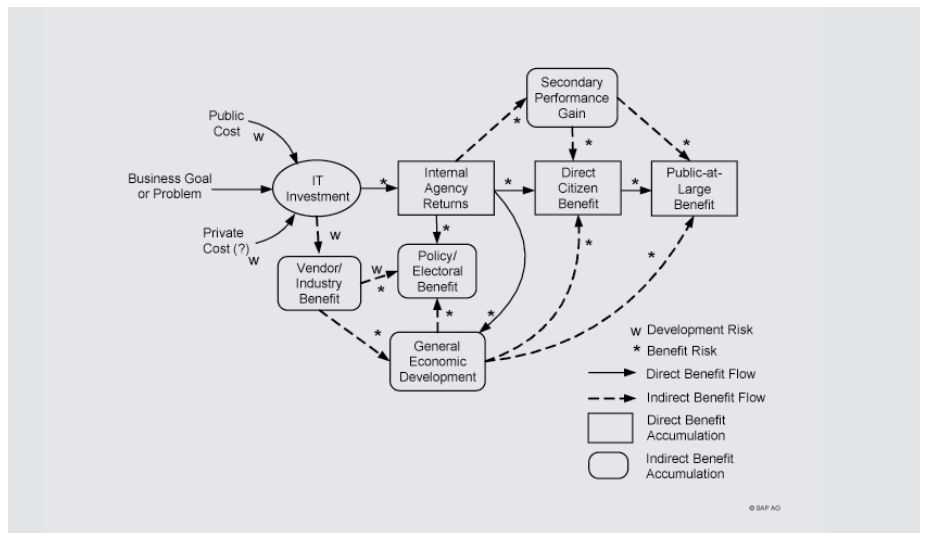 Secondary
Performance
Gain
Public
Cost
w
*
*
*
Business Goal
or Problem
IT
Investment
*
Internal
Agency
Returns
*
Direct
Citizen
Benefit
*
Public-at-
Large
Benefit
Private
Cost (?)
w
w
*
*
*
Vendor/
Industry
Benefit
w
*
Policy/
Electoral
Benefit
*
*
*
General
Economic
Development
w Development Risk
* Benefit Risk
Direct Benefit Flow
Indirect Benefit Flow
Direct Benefit
Accumulation
Indirect Benefit
Accumulation
© SAP AG